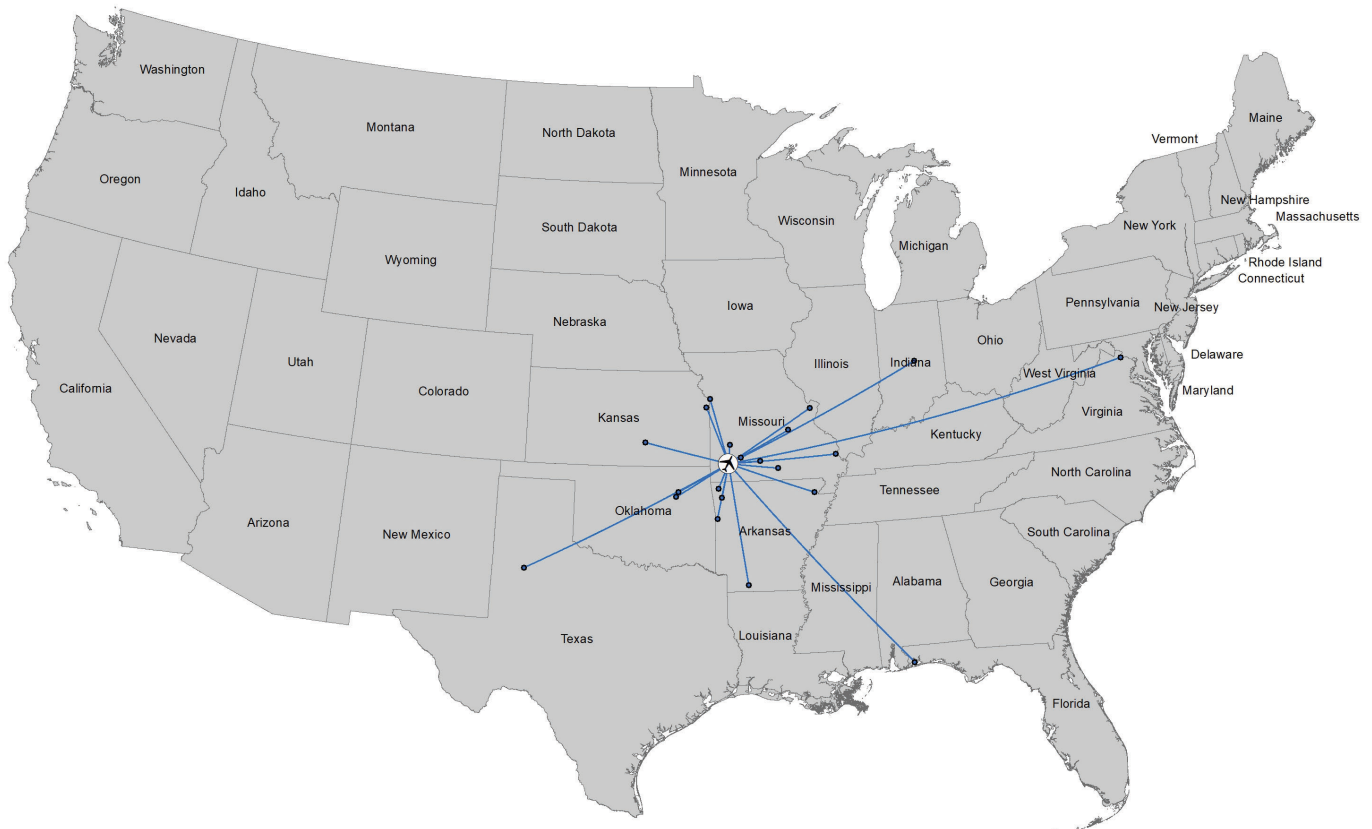 Washington
Montana
North Dakota
Minnesota
Vermont
Maine
Oregon
Idaho
South Dakota
Wisconsin
Michigan
New York
New Hampshire
Massachusetts
Wyoming
Rhode Island
Connecticut
Nebraska
Iowa
Pennsylvania
New Jersey
Nevada
Utah
Colorado
Illinois
Indiana
Ohio
Delaware
California
West Virginia
Maryland
Kansas
Missouri
Kentucky
Virginia
Arizona
New Mexico
Oklahoma
Arkansas
Tennessee
North Carolina
South Carolina
Texas
Louisiana
Mississippi
Alabama
Georgia
Florida